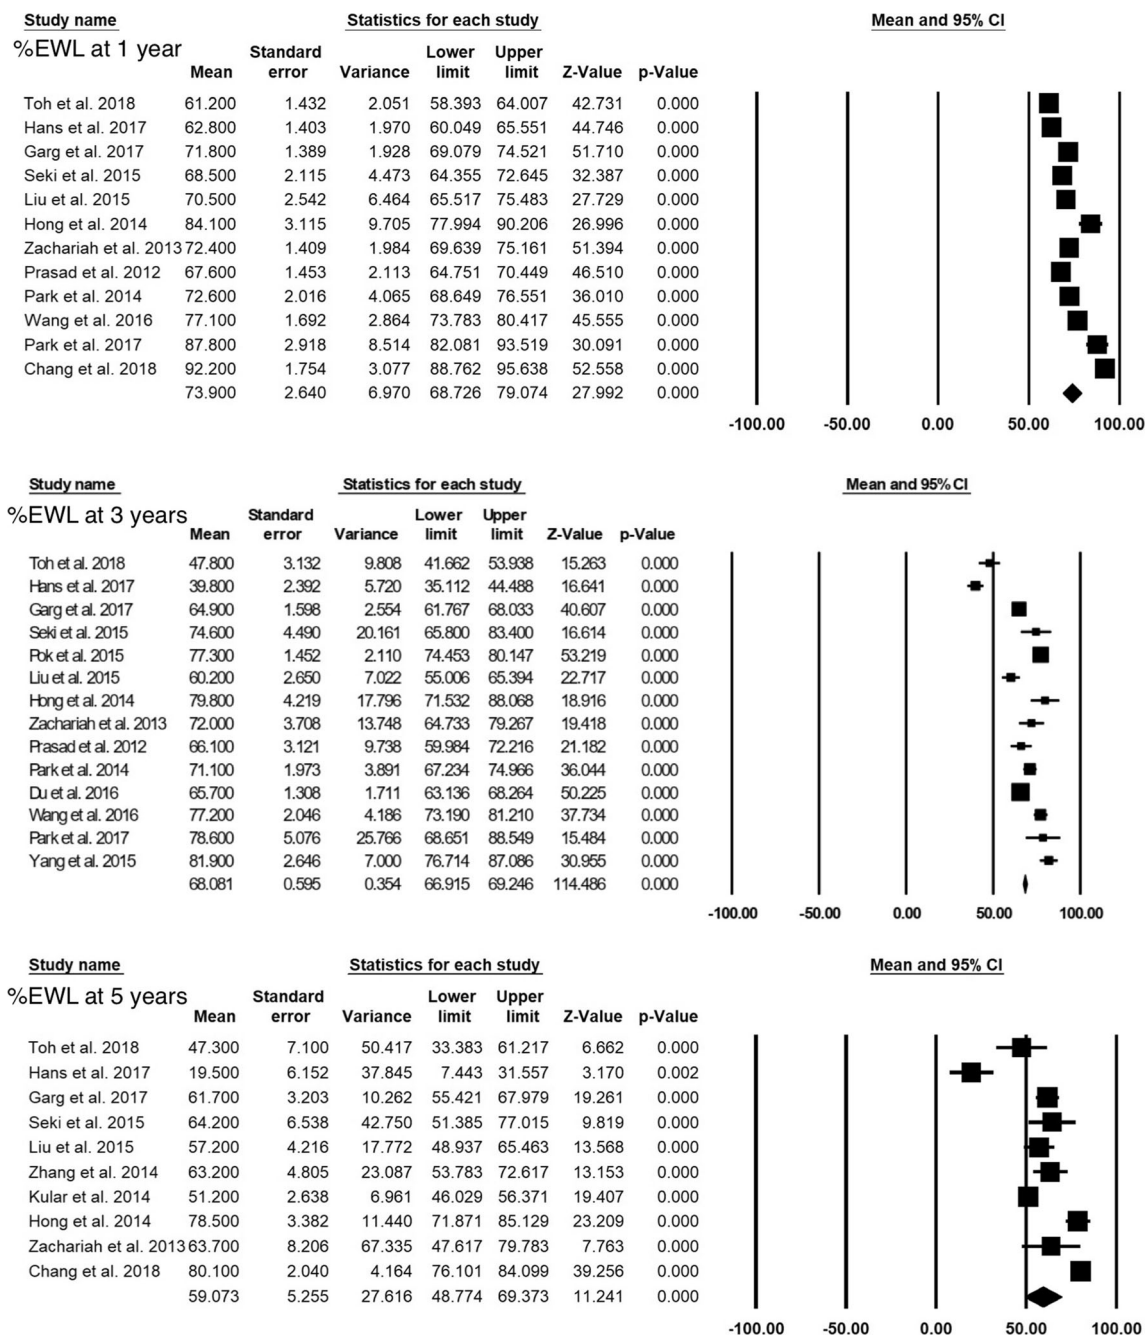 Study name Statistics for each study Mean and 95% CI
%EWL at 1 year
Standard Lower Upper
Mean error Variance limit limit Z-Value p-Value
Toh et al. 2018 61.200 1.432 2.051 58.393 64.007 42.731 0.000
Hans et al. 2017 62.800 1.403 1.970 60.049 65.551 44.746 0.000
Garg et al. 2017 71.800 1.389 1.928 69.079 74.521 51.710 0.000
Seki et al. 2015 68.500 2.115 4.473 64.355 72.645 32.387 0.000
Liu et al. 2015 70.500 2.542 6.464 65.517 75.483 27.729 0.000
Hong et al. 2014 84.100 3.115 9.705 77.994 90.206 26.996 0.000
Zachariah et al. 2013 72.400 1.409 1.984 69.639 75.161 51.394 0.000
Prasad et al. 2012 67.600 1.453 2.113 64.751 70.449 46.510 0.000
Park et al. 2014 72.600 2.016 4.065 68.649 76.551 36.010 0.000
Wang et al. 2016 77.100 1.692 2.864 73.783 80.417 45.555 0.000
Park et al. 2017 87.800 2.918 8.514 82.081 93.519 30.091 0.000
Chang et al. 2018 92.200 1.754 3.077 88.762 95.638 52.558 0.000
73.900 2.640 6.970 68.726 79.074 27.992 0.000
-100.00 -50.00 0.00 50.00 100.00
Study name Statistics for each study Mean and 95% CI
%EWL at 3 years
Standard Lower Upper
Mean error Variance limit limit Z-Value p-Value
Toh et al. 2018 47.800 3.132 9.808 41.662 53.938 15.263 0.000
Hans et al. 2017 39.800 2.392 5.720 35.112 44.488 16.641 0.000
Garg et al. 2017 64.900 1.598 2.554 61.767 68.033 40.607 0.000
Seki et al. 2015 74.600 4.490 20.161 65.800 83.400 16.614 0.000
Pok et al. 2015 77.300 1.452 2.110 74.453 80.147 53.219 0.000
Liu et al. 2015 60.200 2.650 7.022 55.006 65.394 22.717 0.000
Hong et al. 2014 79.800 4.219 17.796 71.532 88.068 18.916 0.000
Zachariah et al. 2013 72.000 3.708 13.748 64.733 79.267 19.418 0.000
Prasad et al. 2012 66.100 3.121 9.738 59.984 72.216 21.182 0.000
Park et al. 2014 71.100 1.973 3.891 67.234 74.966 36.044 0.000
Du et al. 2016 65.700 1.308 1.711 63.136 68.264 50.225 0.000
Wang et al. 2016 77.200 2.046 4.186 73.190 81.210 37.734 0.000
Park et al. 2017 78.600 5.076 25.766 68.651 88.549 15.484 0.000
Yang et al. 2015 81.900 2.646 7.000 76.714 87.086 30.955 0.000
68.081 0.595 0.354 66.915 69.246 114.486 0.000
-100.00 -50.00 0.00 50.00 100.00
Study name Statistics for each study Mean and 95% CI
%EWL at 5 years
Standard Lower Upper
Mean error Variance limit limit Z-Value p-Value
Toh et al. 2018 47.300 7.100 50.417 33.383 61.217 6.662 0.000
Hans et al. 2017 19.500 6.152 37.845 7.443 31.557 3.170 0.002
Garg et al. 2017 61.700 3.203 10.262 55.421 67.979 19.261 0.000
Seki et al. 2015 64.200 6.538 42.750 51.385 77.015 9.819 0.000
Liu et al. 2015 57.200 4.216 17.772 48.937 65.463 13.568 0.000
Zhang et al. 2014 63.200 4.805 23.087 53.783 72.617 13.153 0.000
Kular et al. 2014 51.200 2.638 6.961 46.029 56.371 19.407 0.000
Hong et al. 2014 78.500 3.382 11.440 71.871 85.129 23.209 0.000
Zachariah et al. 2013 63.700 8.206 67.335 47.617 79.783 7.763 0.000
Chang et al. 2018 80.100 2.040 4.164 76.101 84.099 39.256 0.000
59.073 5.255 27.616 48.774 69.373 11.241 0.000
-100.00 -50.00 0.00 50.00 100.00